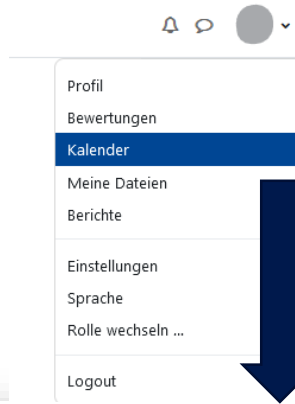 Profil
Bewertungen
Kalender
Meine Dateien
Berichte
Einstellungen
Sprache
Rolle wechseln ...
Logout